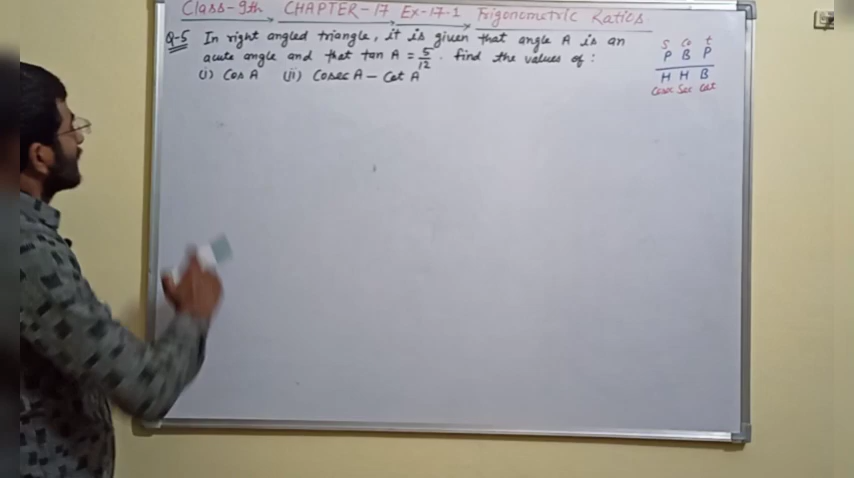 Class-9th CHAPTER-17 Ex-17.1 Trigonometric Ratios
Q-5 In right angled triangle, it is given that angle A is an
acute angle and that tan A = 5/12. find the values of:
(i) Cos A (ii) Cosec A - Cot A
S Co t
P B P
H H B
Cosec Sec Cot